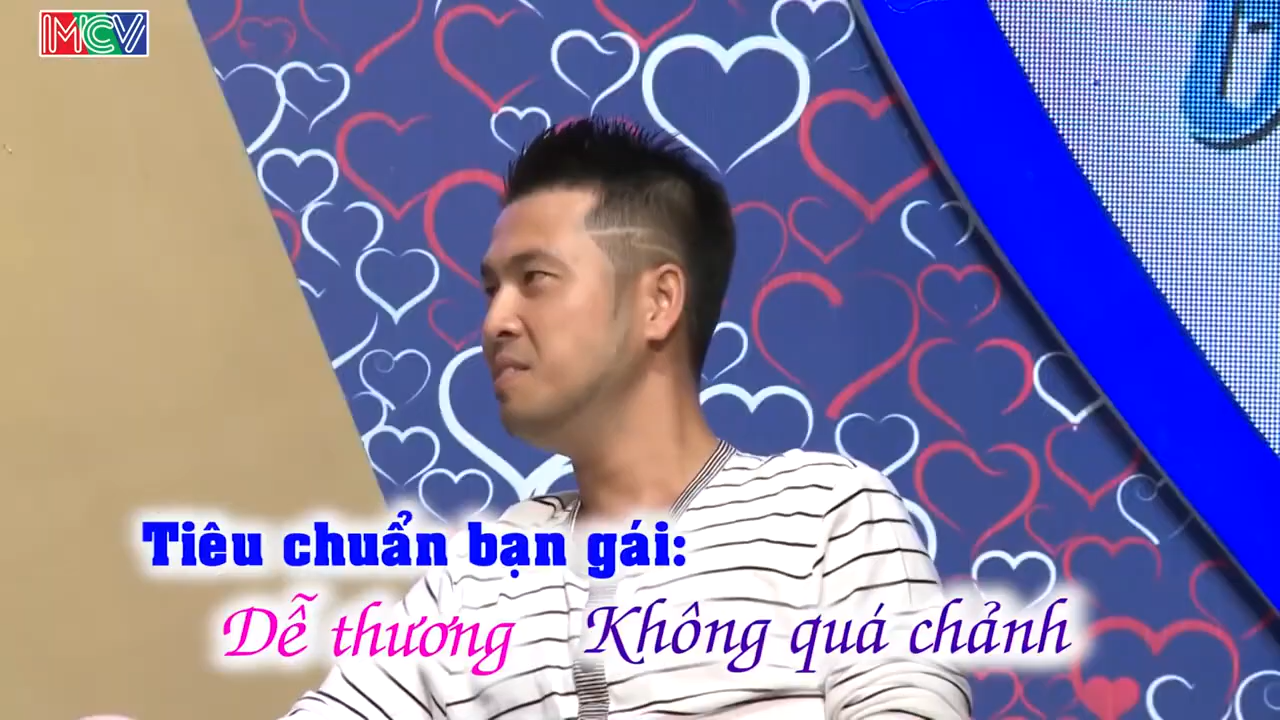 MCV
Tiêu chuẩn bạn gái:
Dễ thương Không quá chảnh